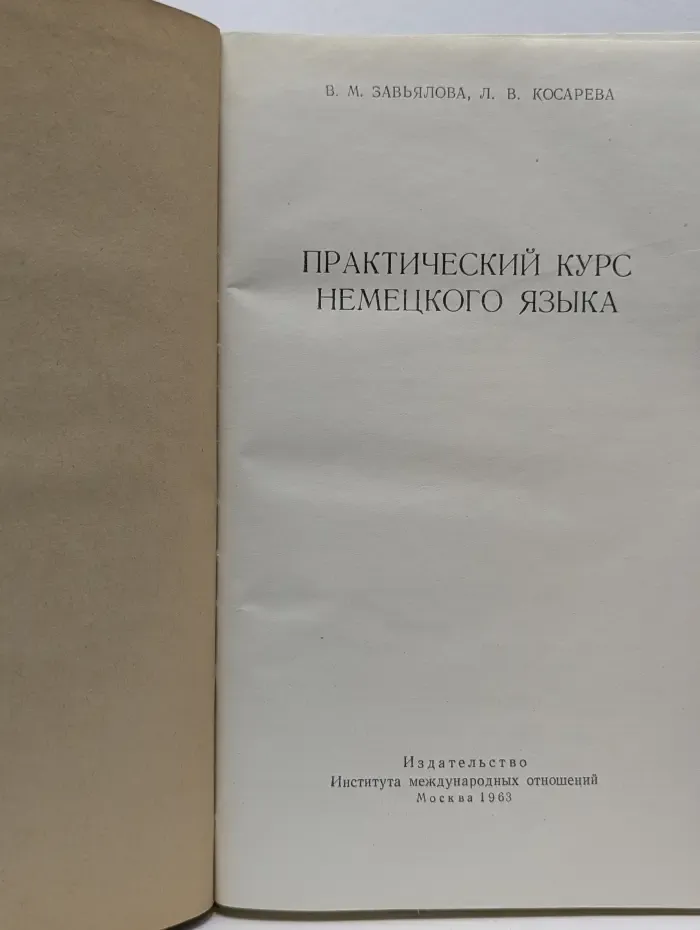 В. М. ЗАВЬЯЛОВА, Л. В. КОСАРЕВА
ПРАКТИЧЕСКИЙ КУРС
НЕМЕЦКОГО ЯЗЫКА
Издательство
Института международных отношений
Москва 1963